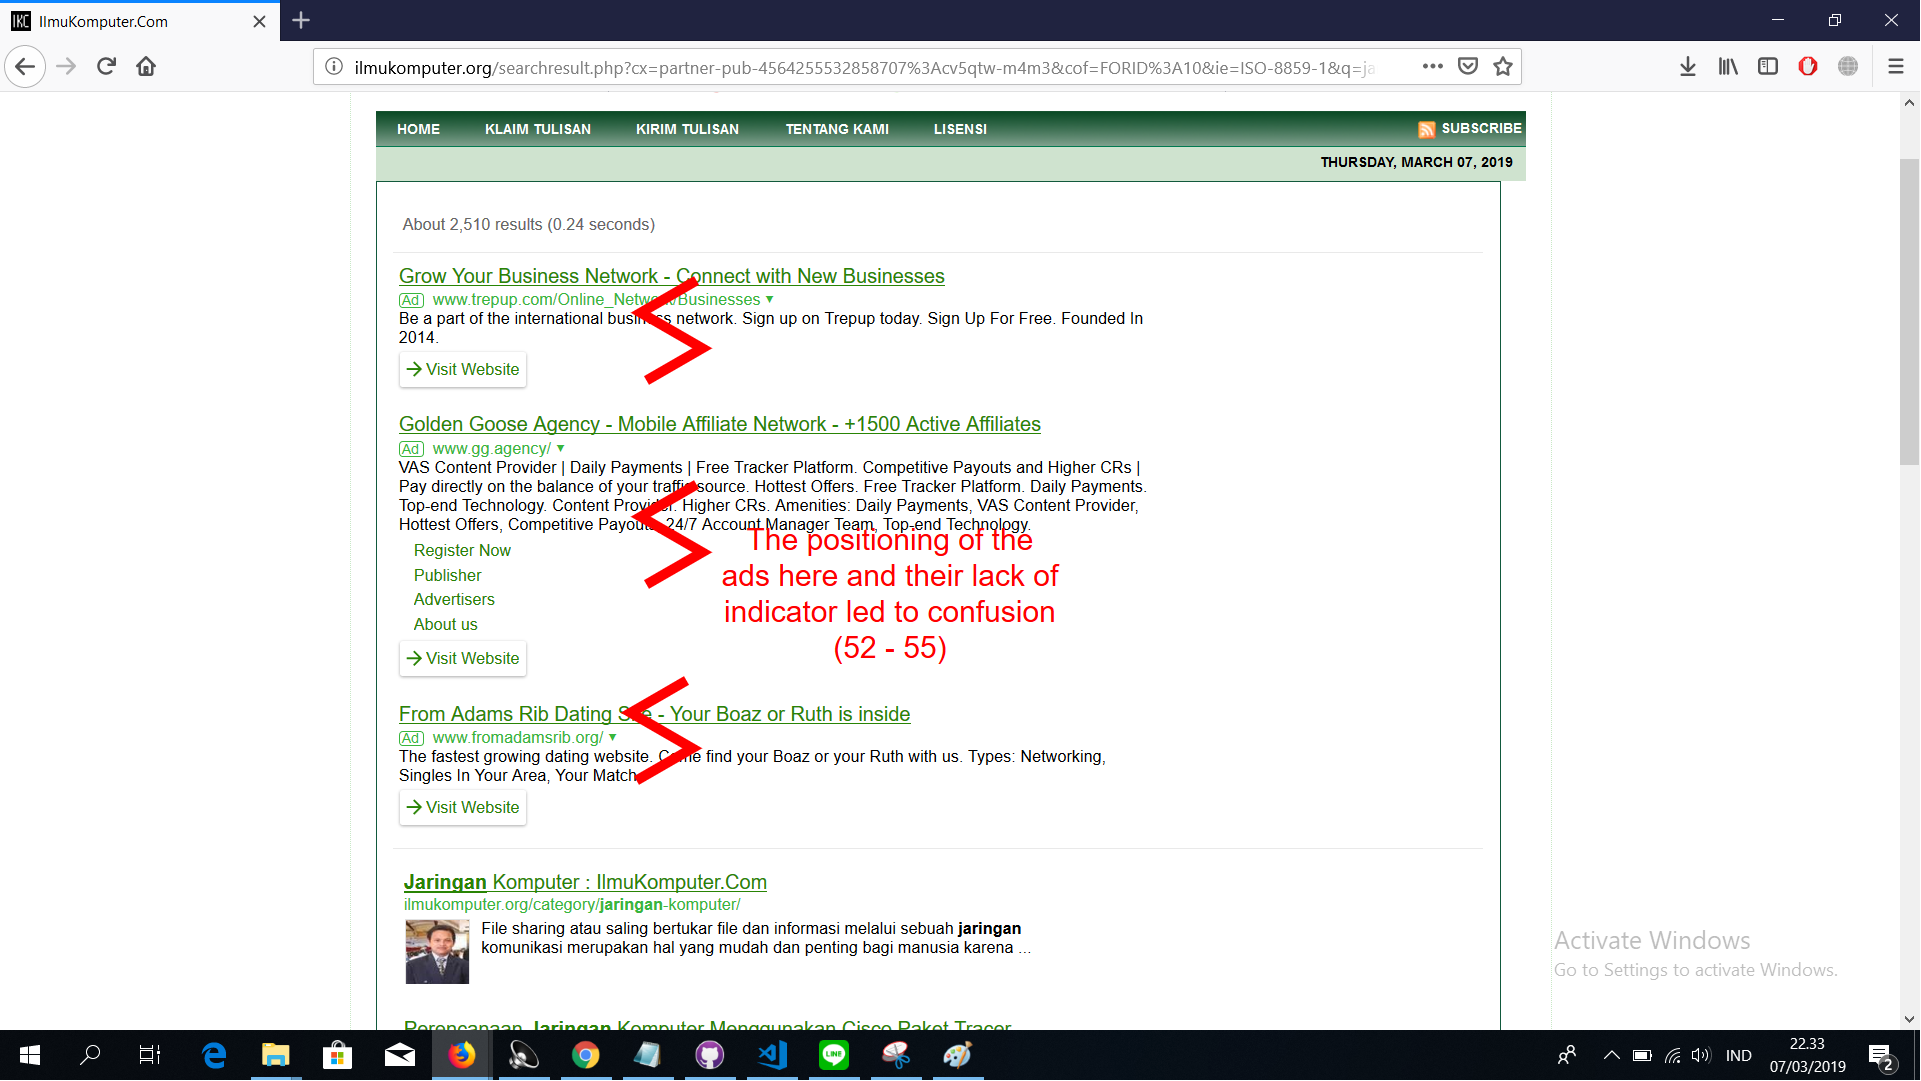 IlmuKomputer.Com
ilmukomputer.org/searchresult.php?cx=partner-pub-4564255532858707%3Acv5qtw-m4m3&cof=FORID%3A10&ie=ISO-8859-1&q=ja
HOME KLAIM TULISAN KIRIM TULISAN TENTANG KAMI LISENSI SUBSCRIBE
THURSDAY, MARCH 07, 2019
About 2,510 results (0.24 seconds)
Grow Your Business Network - Connect with New Businesses
Ad www.trepup.com/Online_Network/Businesses
Be a part of the international business network. Sign up on Trepup today. Sign Up For Free. Founded In
2014.
Visit Website
Golden Goose Agency - Mobile Affiliate Network - +1500 Active Affiliates
Ad www.gg.agency/
VAS Content Provider | Daily Payments | Free Tracker Platform. Competitive Payouts and Higher CRs |
Pay directly on the balance of your traffic source. Hottest Offers. Free Tracker Platform. Daily Payments.
Top-end Technology. Content Provider. Higher CRs. Amenities: Daily Payments, VAS Content Provider,
Hottest Offers, Competitive Payouts, 24/7 Account Manager Team, Top-end Technology.
Register Now
Publisher
Advertisers
About us
Visit Website
The positioning of the
ads here and their lack of
indicator led to confusion
(52 - 55)
From Adams Rib Dating Site - Your Boaz or Ruth is inside
Ad www.fromadamsrib.org/
The fastest growing dating website. Come find your Boaz or your Ruth with us. Types: Networking,
Singles In Your Area, Your Match
Visit Website
Jaringan Komputer : IlmuKomputer.Com
ilmukomputer.org/category/jaringan-komputer/
File sharing atau saling bertukar file dan informasi melalui sebuah jaringan
komunikasi merupakan hal yang mudah dan penting bagi manusia karena ...
Perencanaan Jaringan Komputer Menggunakan Cisco Paket Tracer
Activate Windows
Go to Settings to activate Windows.
LINE
IND
22.33
07/03/2019
2